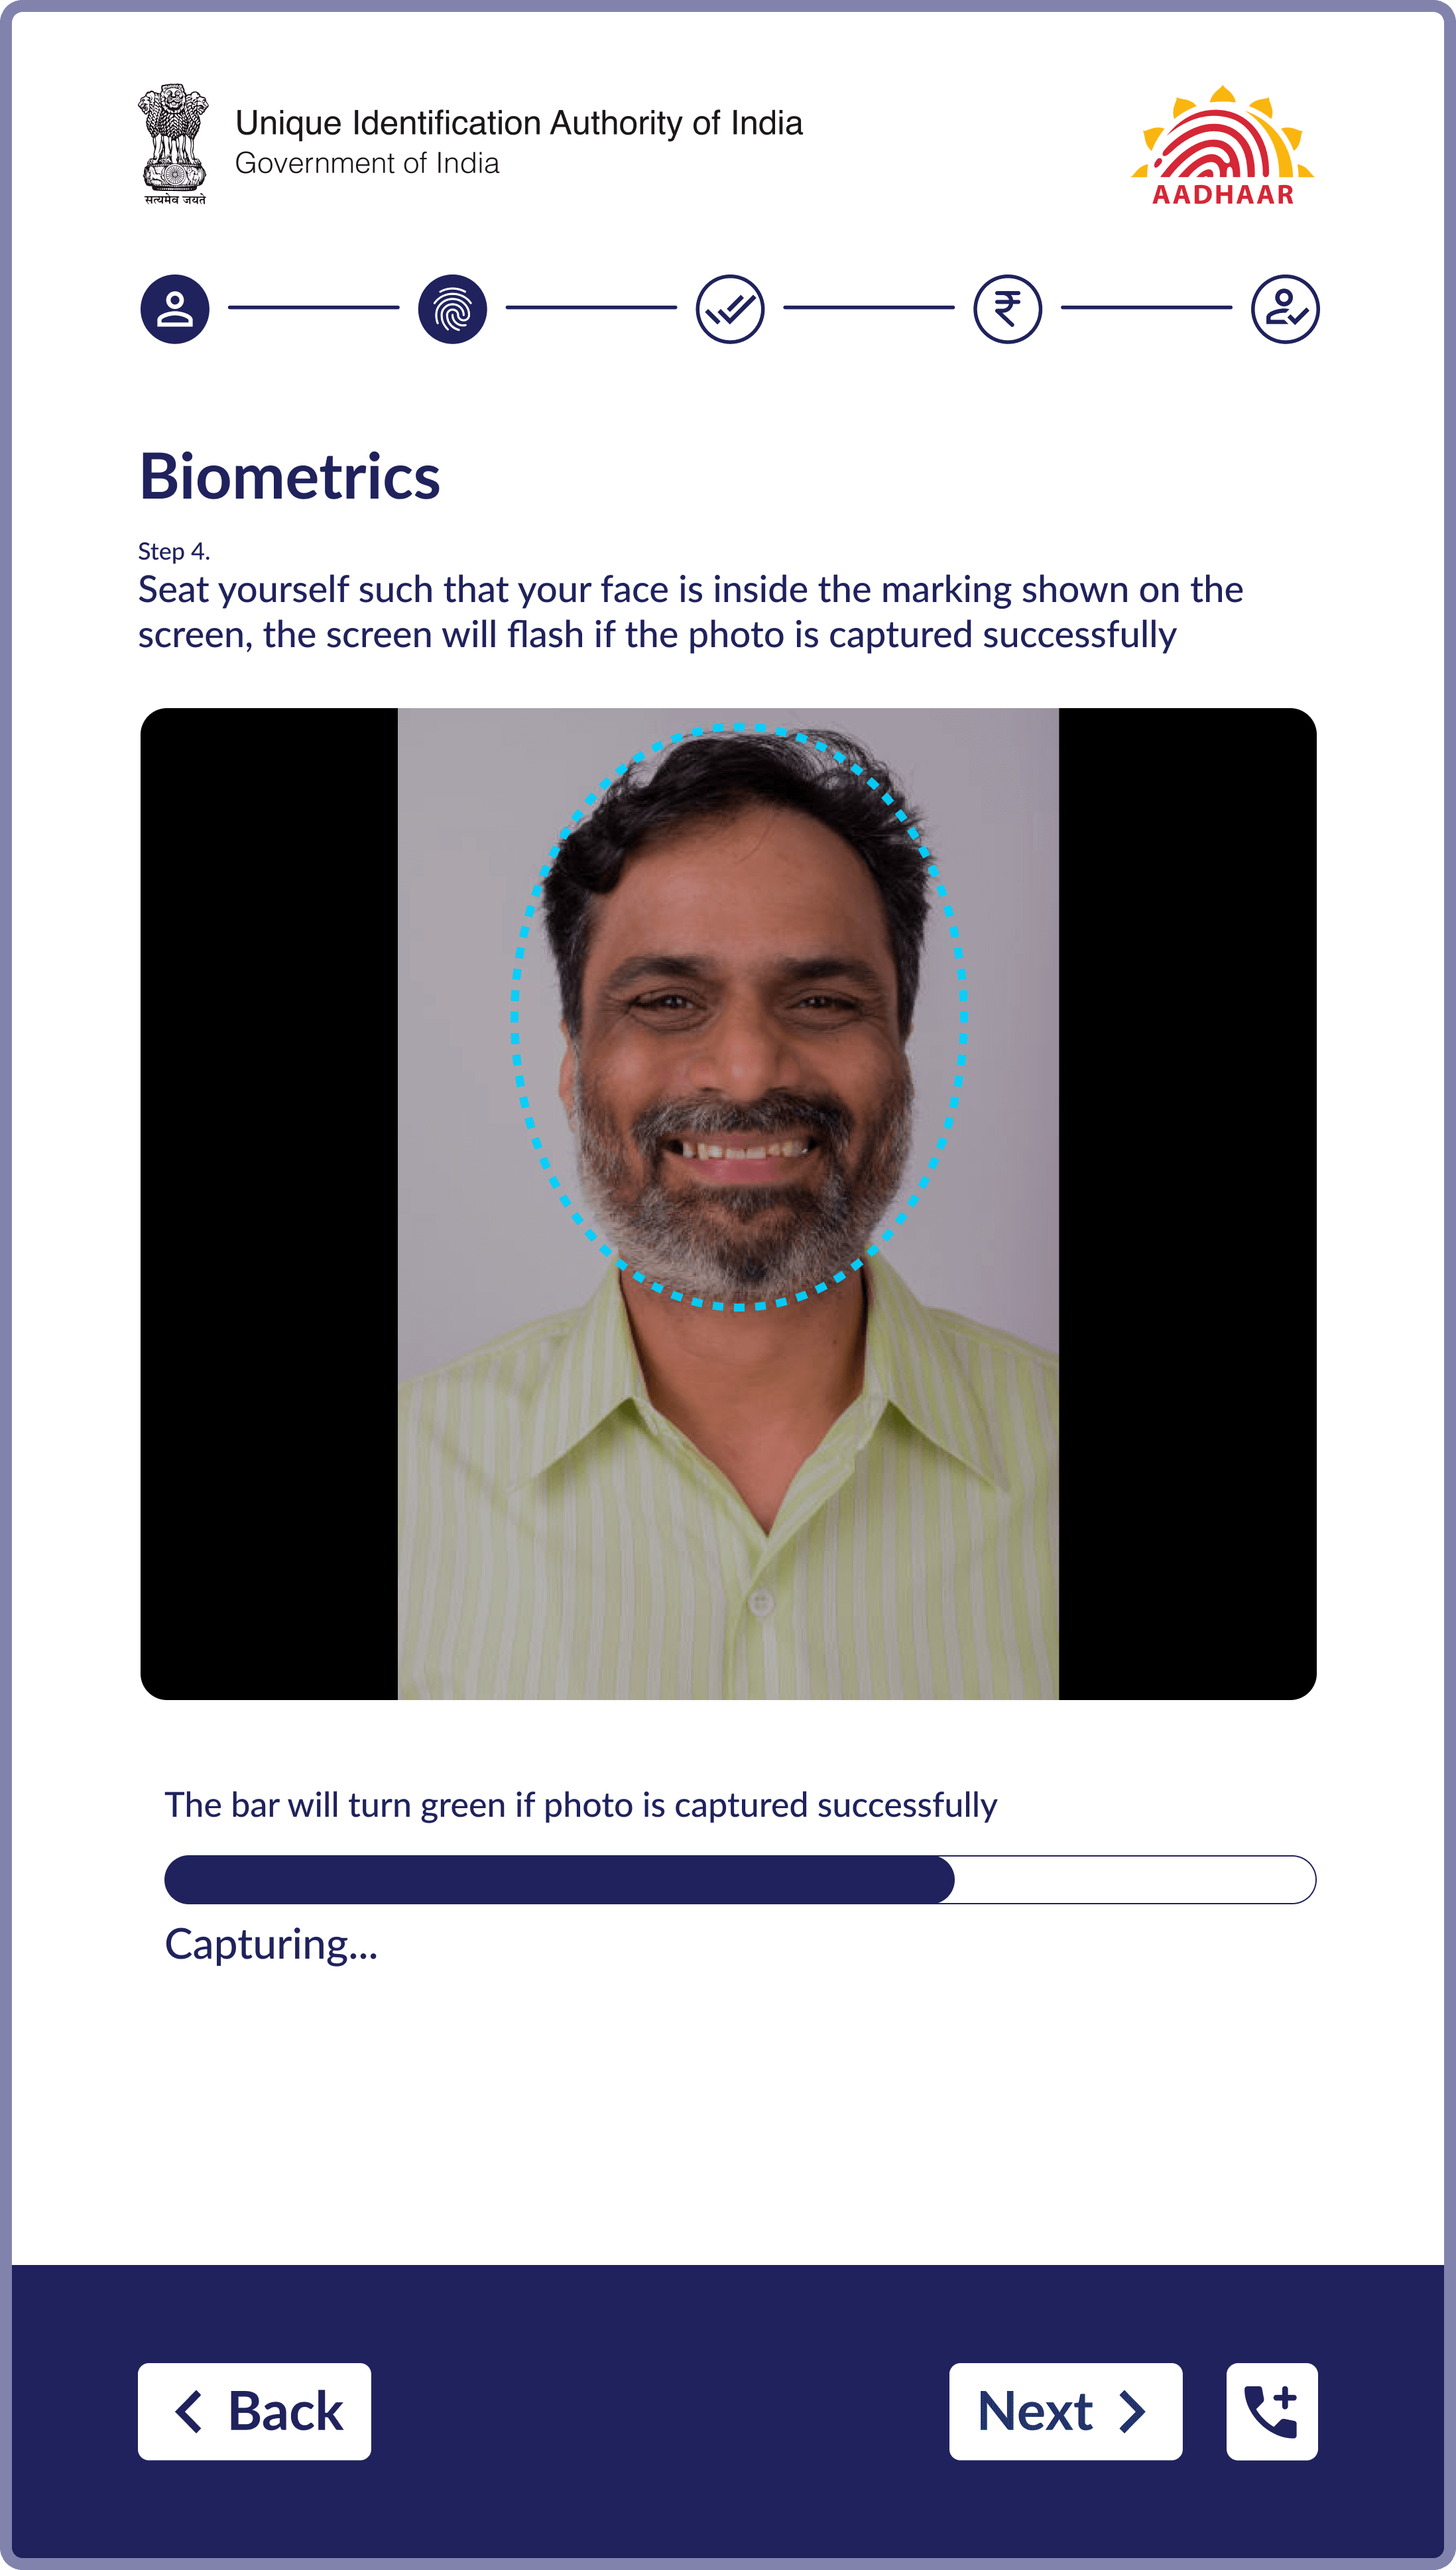 Unique Identification Authority of India
Government of India
सत्यमेव जयते
AADHAAR
₹
Biometrics
Step 4.
Seat yourself such that your face is inside the marking shown on the
screen, the screen will flash if the photo is captured successfully
The bar will turn green if photo is captured successfully
Capturing...
Back
Next